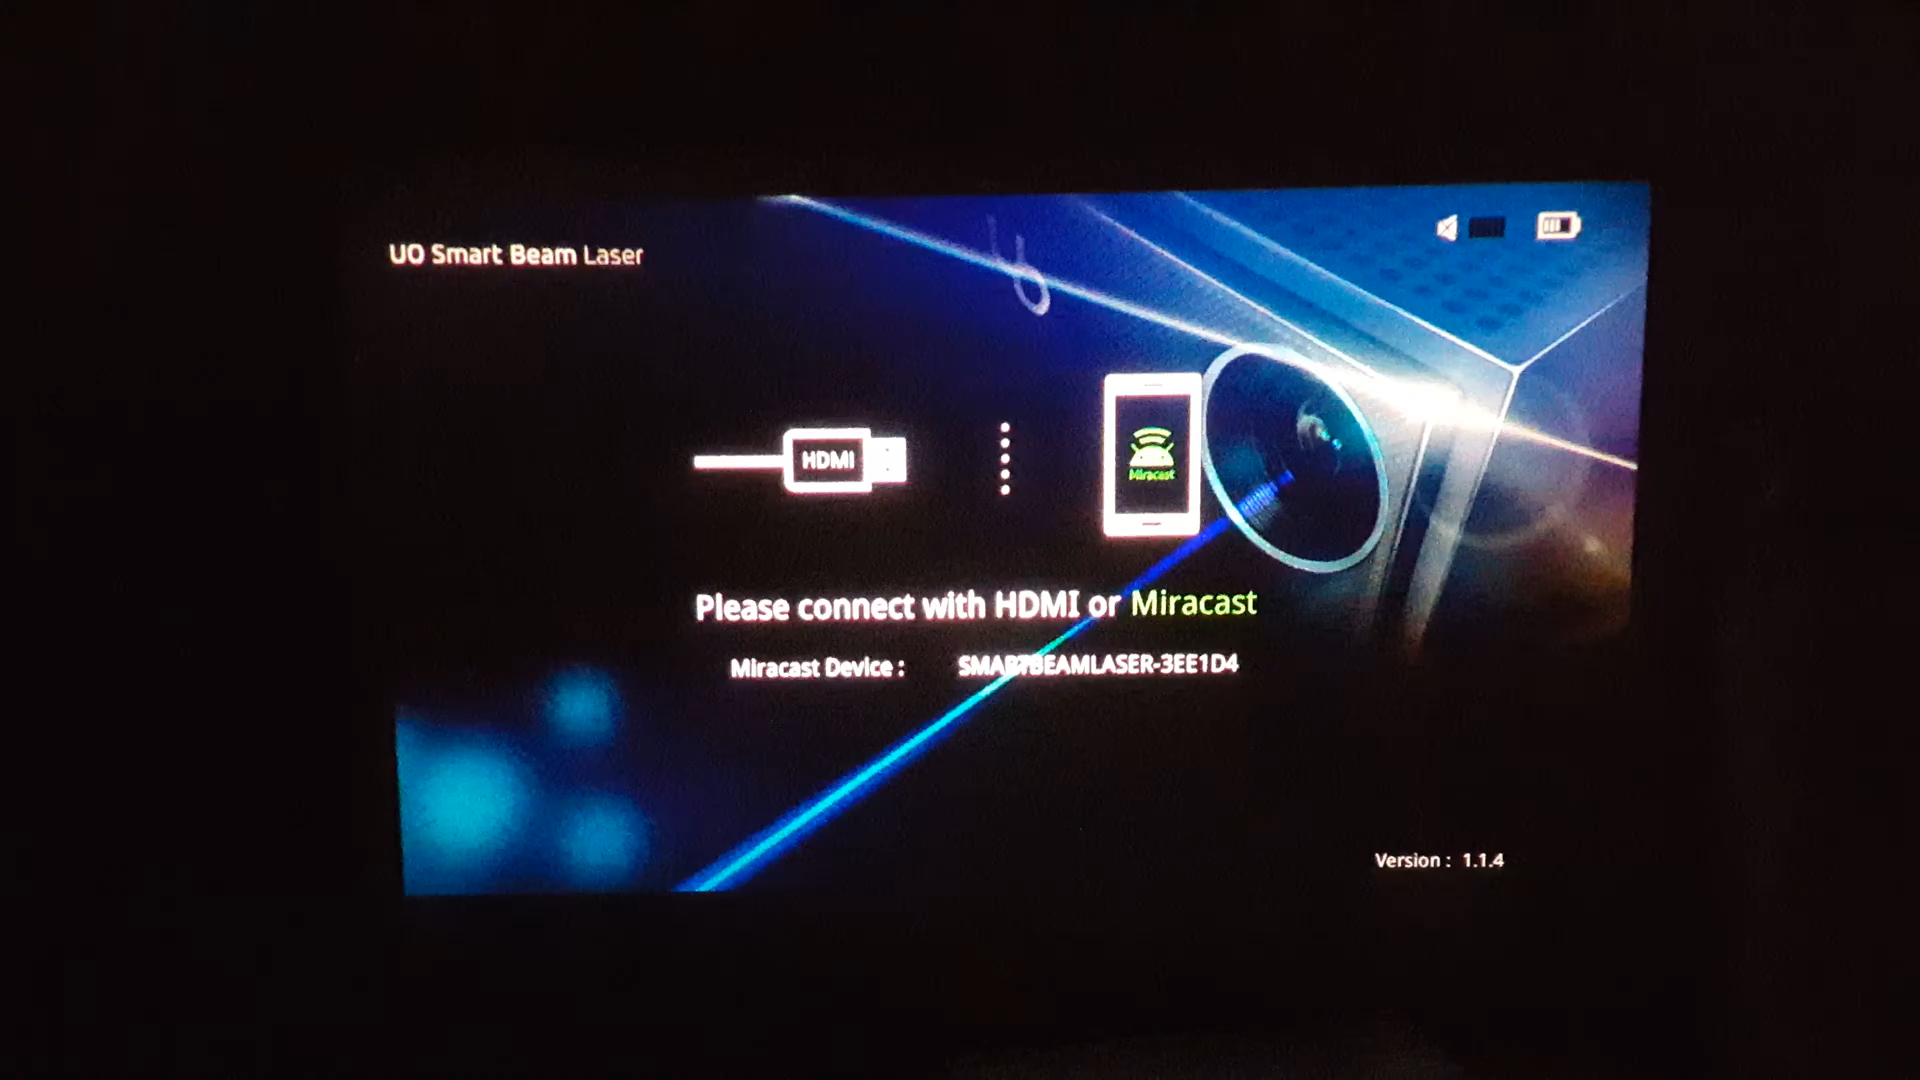 UO Smart Beam Laser
HDMI
Miracast
Please connect with HDMI or Miracast
Miracast Device : SMARTBEAMLASER-3EE1D4
Version : 1.1.4